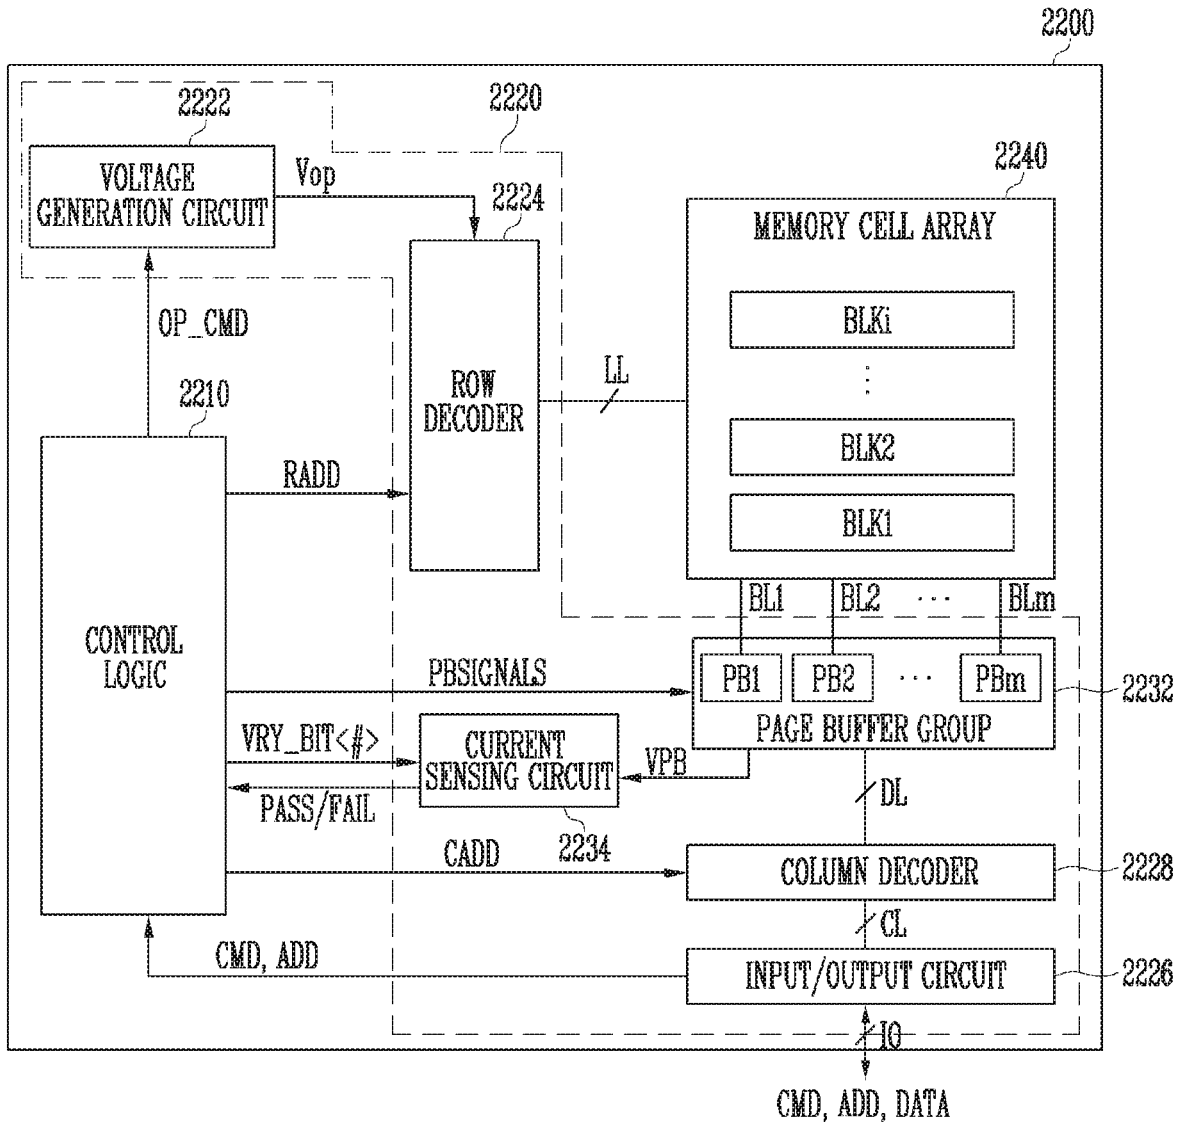 2200
2222
2220
VOLTAGE
GENERATION CIRCUIT
Vop
2224
2240
MEMORY CELL ARRAY
BLKi
⋮
OP_CMD
ROW
DECODER
LL
2210
BLK2
RADD
BLK1
BL1
BL2
...
BLm
CONTROL
LOGIC
PBSIGNALS
PB1
PB2
...
PBm
2232
PAGE BUFFER GROUP
VRY_BIT<#>
CURRENT
SENSING CIRCUIT
VPB
PASS/FAIL
DL
2234
CADD
COLUMN DECODER
2228
CL
CMD, ADD
INPUT/OUTPUT CIRCUIT
2226
IO
CMD, ADD, DATA